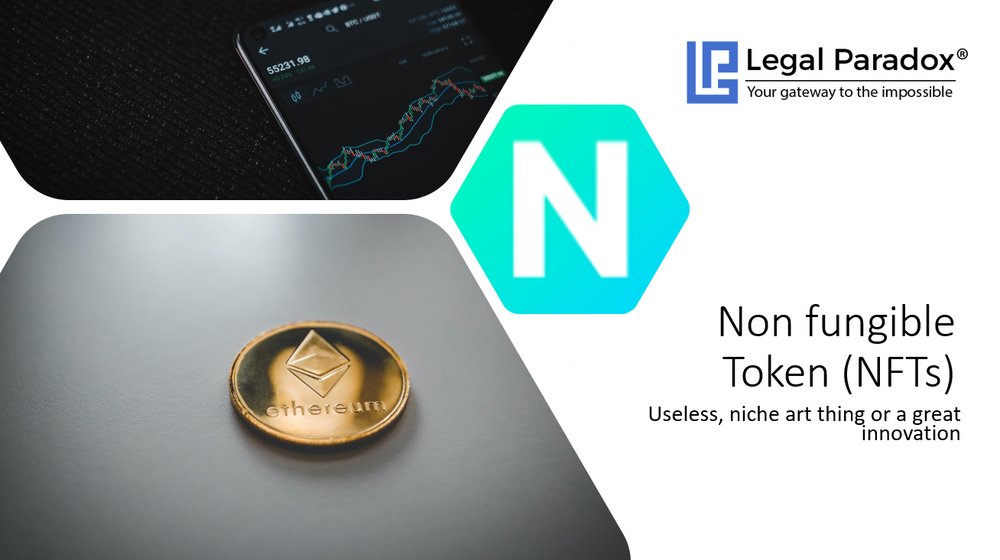 BTC / USDT
55231.98
Legal Paradox®
Your gateway to the impossible
N
ethereum
Non fungible
Token (NFTs)
Useless, niche art thing or a great
innovation